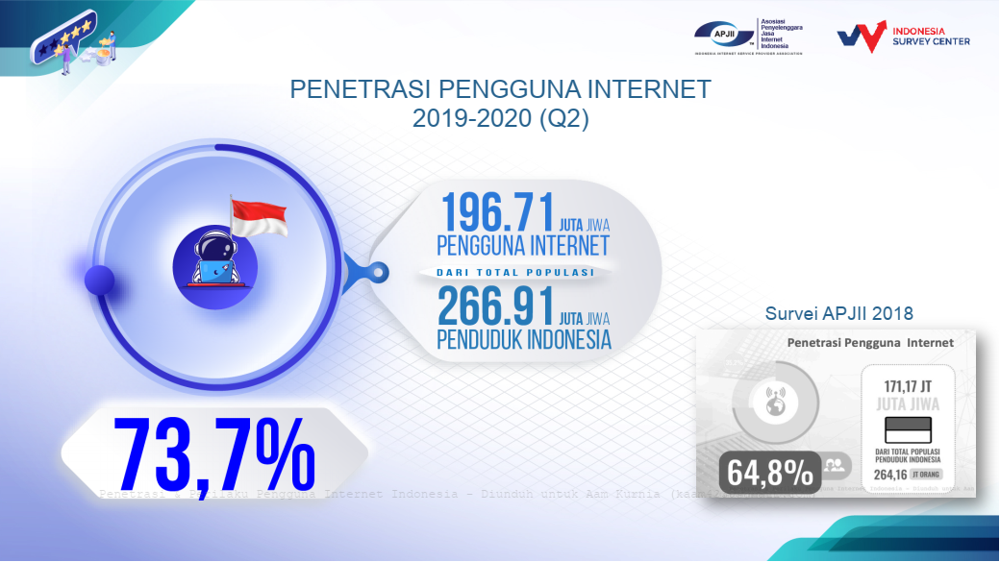 APJII
TM
Asosiasi
Penyelenggara
Jasa
Internet
Indonesia
INDONESIA INTERNET SERVICE PROVIDER ASSOCIATION
INDONESIA
SURVEY CENTER
PENETRASI PENGGUNA INTERNET
2019-2020 (Q2)
196.71 JUTA JIWA
PENGGUNA INTERNET
DARI TOTAL POPULASI
266.91 JUTA JIWA
PENDUDUK INDONESIA
73,7%
Survei APJII 2018
Penetrasi Pengguna Internet
171,17 JT
JUTA JIWA
DARI TOTAL POPULASI
PENDUDUK INDONESIA
264,16 JT ORANG
64,8%
Penetrasi & Perilaku Pengguna Internet Indonesia - Diunduh untuk Aam Kurnia